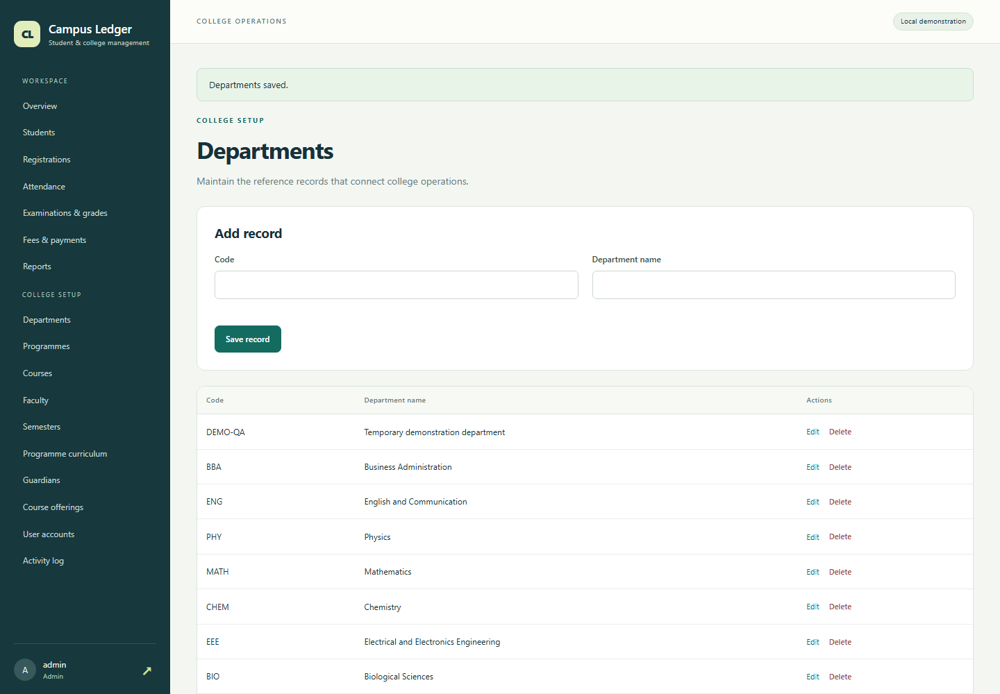 CL
Campus Ledger
Student & college management
WORKSPACE
Overview
Students
Registrations
Attendance
Examinations & grades
Fees & payments
Reports
COLLEGE SETUP
Departments
Programmes
Courses
Faculty
Semesters
Programme curriculum
Guardians
Course offerings
User accounts
Activity log
A
admin
Admin
COLLEGE OPERATIONS
Local demonstration
Departments saved.
COLLEGE SETUP
Departments
Maintain the reference records that connect college operations.
Add record
Code Department name
Save record
Code Department name Actions
DEMO-QA Temporary demonstration department Edit Delete
BBA Business Administration Edit Delete
ENG English and Communication Edit Delete
PHY Physics Edit Delete
MATH Mathematics Edit Delete
CHEM Chemistry Edit Delete
EEE Electrical and Electronics Engineering Edit Delete
BIO Biological Sciences Edit Delete